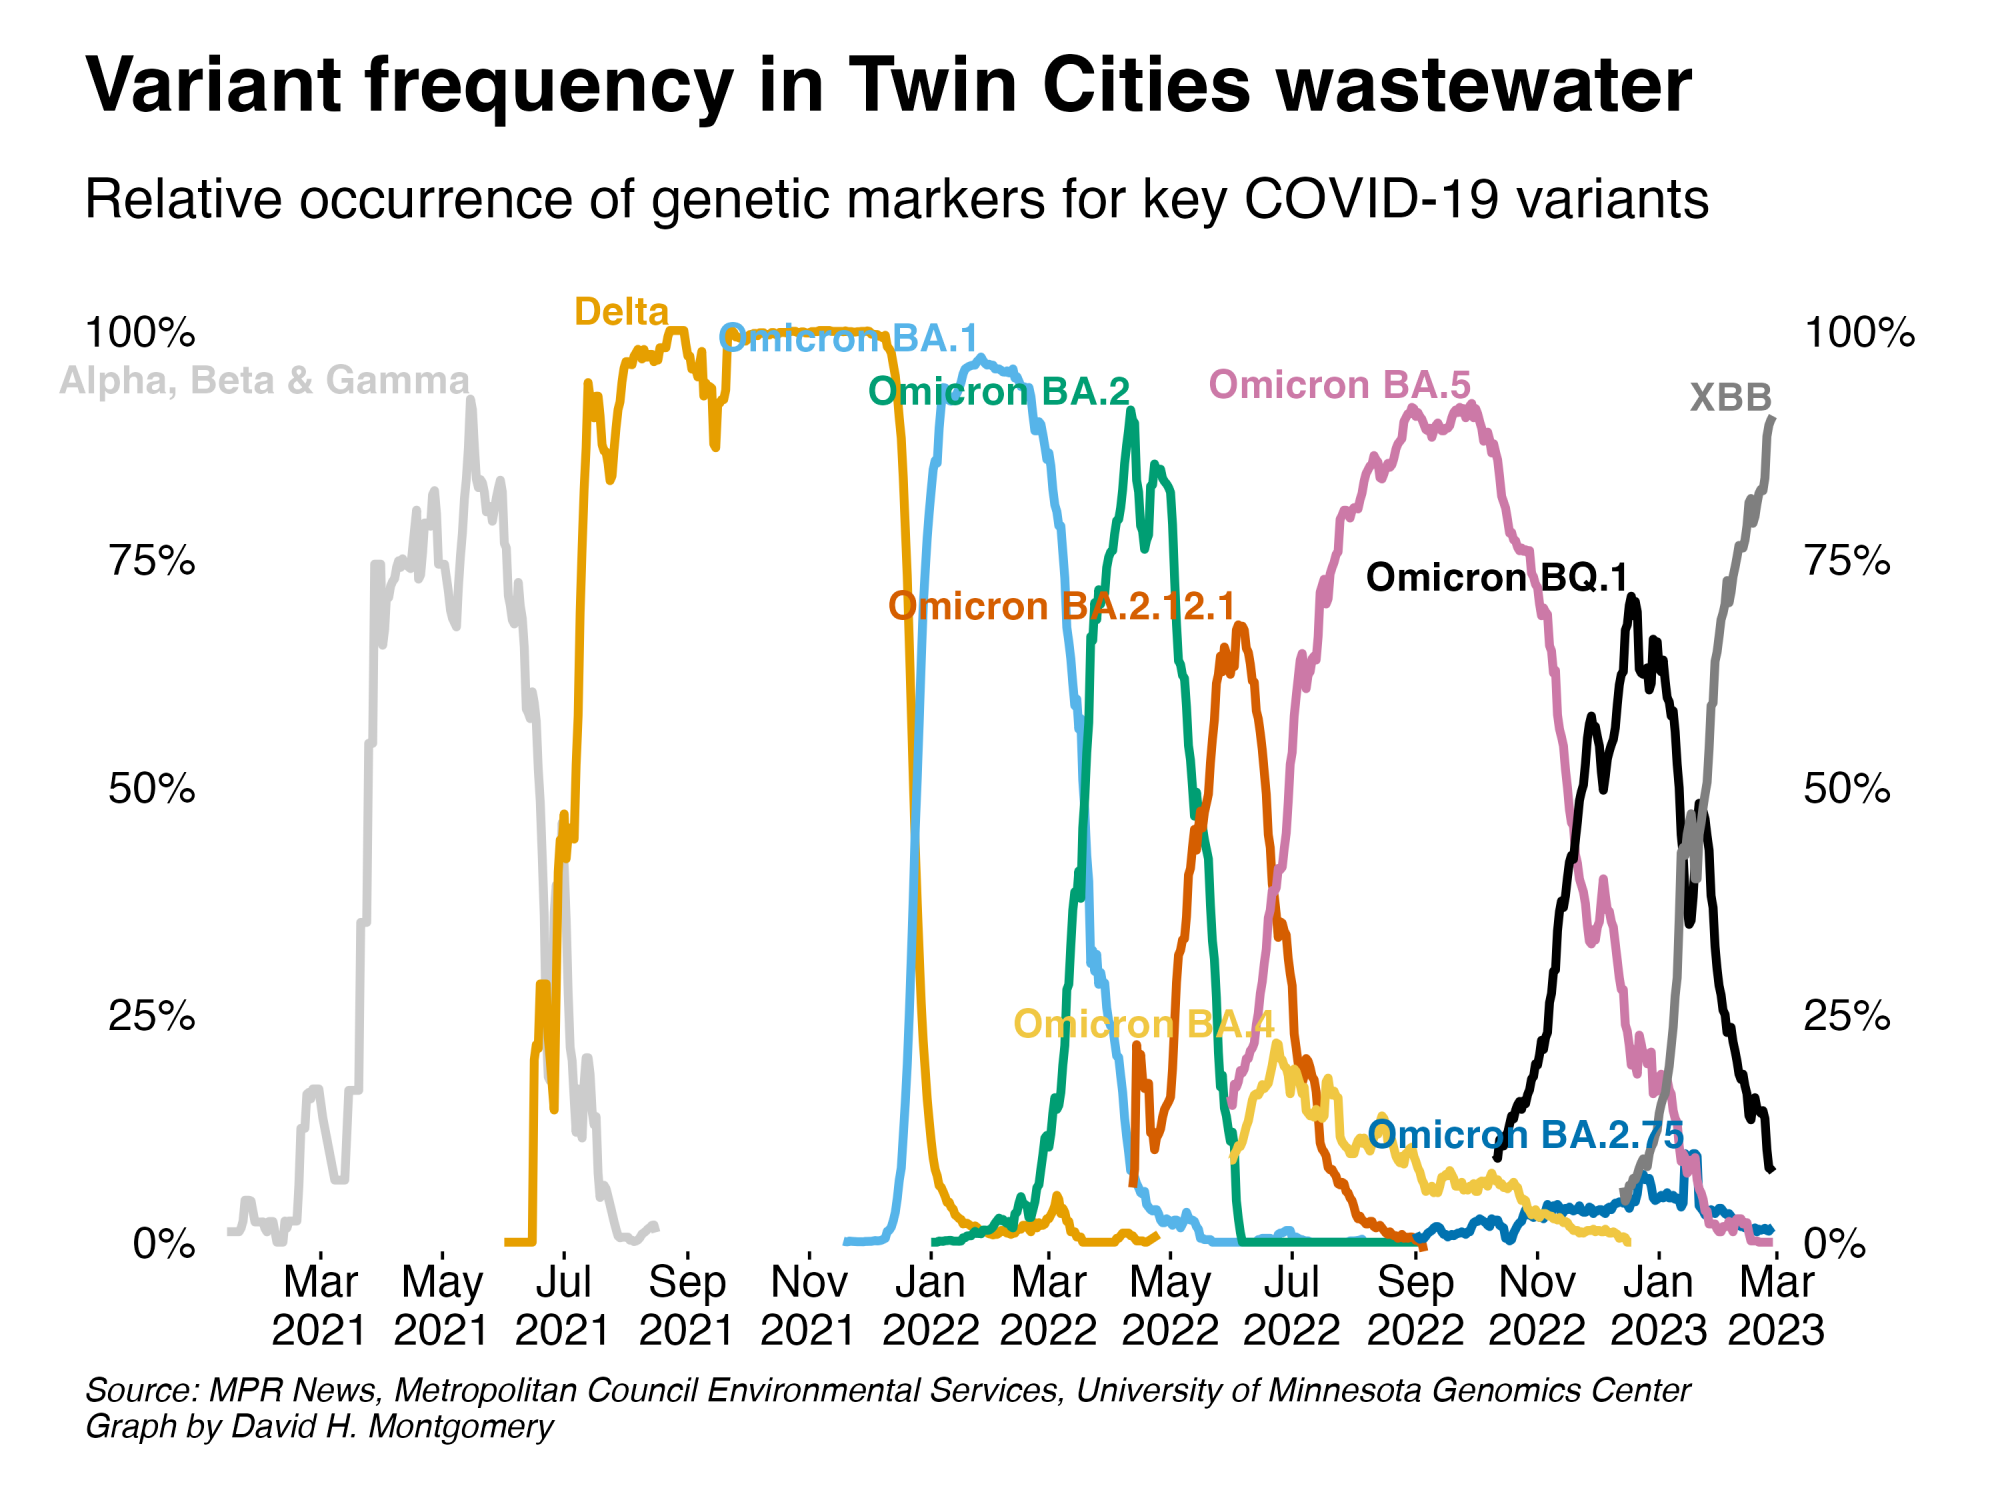 Variant frequency in Twin Cities wastewater
Relative occurrence of genetic markers for key COVID-19 variants
Delta
100%
Omicron BA.1
100%
Alpha, Beta & Gamma
Omicron BA.2
Omicron BA.5
XBB
75%
Omicron BQ.1
75%
Omicron BA.2.12.1
50%
50%
25%
Omicron BA.4
25%
Omicron BA.2.75
0%
0%
Mar May Jul Sep Nov Jan Mar May Jul Sep Nov Jan Mar
2021 2021 2021 2021 2021 2022 2022 2022 2022 2022 2022 2023 2023
Source: MPR News, Metropolitan Council Environmental Services, University of Minnesota Genomics Center
Graph by David H. Montgomery